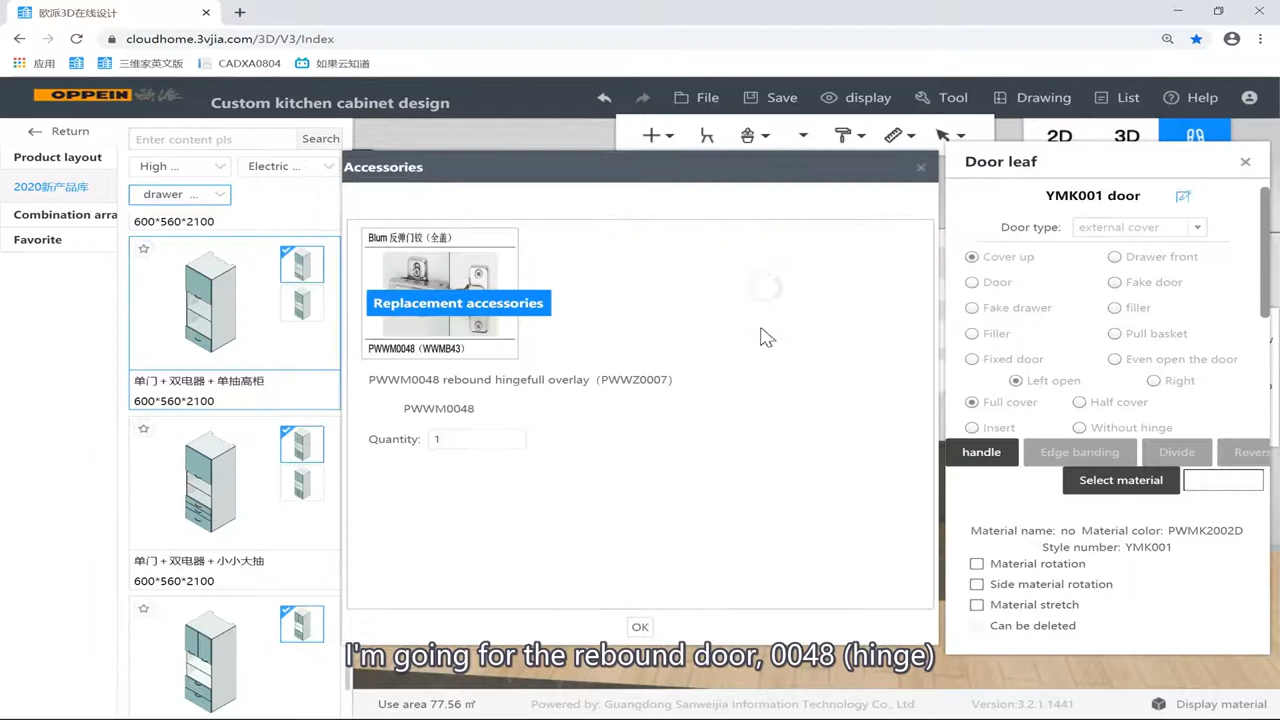 欧派3D在线设计
cloudhome.3vjia.com/3D/V3/Index
应用 三维家英文版 CADXA0804 如果云知道
OPPEIN 欧派 Custom kitchen cabinet design File Save display Tool Drawing List Help
Return
Product layout
2020新产品库
Combination arra
Favorite
Enter content pls Search
High ... Electric ...
drawer ...
600*560*2100
单门 + 双电器 + 单抽高柜
600*560*2100
单门 + 双电器 + 小小大抽
600*560*2100
2D 3D
Accessories
Blum 反弹门铰（全盖）
Replacement accessories
PWWM0048（WWMB43）
PWWM0048 rebound hingefull overlay（PWWZ0007）
PWWM0048
Quantity: 1
OK
Door leaf
YMK001 door
Door type: external cover
Cover up Drawer front
Door Fake door
Fake drawer filler
Filler Pull basket
Fixed door Even open the door
Left open Right
Full cover Half cover
Insert Without hinge
handle Edge banding Divide Revers
Select material
Material name: no Material color: PWMK2002D
Style number: YMK001
Material rotation
Side material rotation
Material stretch
Can be deleted
I'm going for the rebound door, 0048 (hinge)
Use area 77.56 ㎡ Powered by: Guangdong Sanweijia Information Technology Co., Ltd. Version:3.2.1.1441 Display material